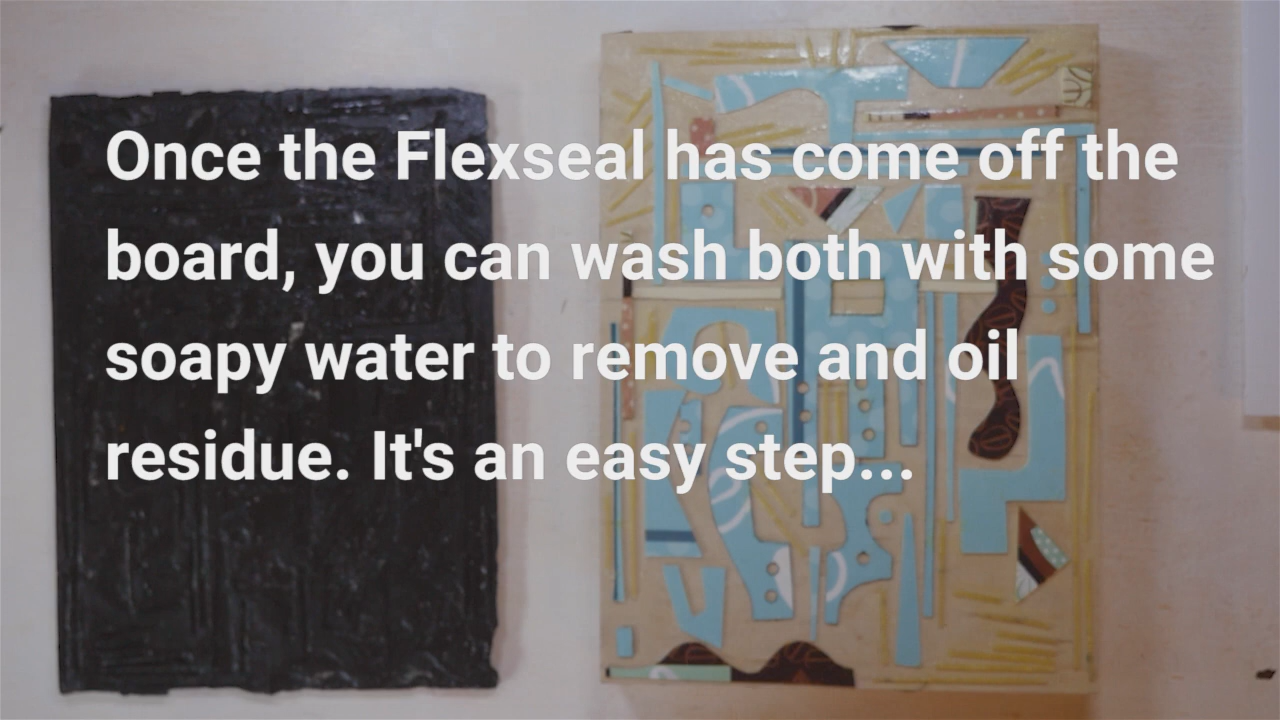 Once the Flexseal has come off the
board, you can wash both with some
soapy water to remove and oil
residue. It's an easy step...